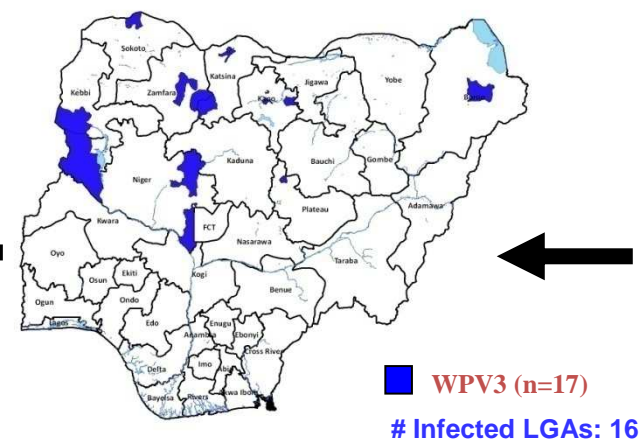 Sokoto
Katsina
Jigawa
Yobe
Kebbi
Zamfara
Kano
Borno
Kaduna
Bauchi
Gombe
Niger
Adamawa
Plateau
Kwara
FCT
Nasarawa
Taraba
Oyo
Kogi
Osun
Ekiti
Benue
Ogun
Ondo
Lagos
Edo
Enugu
Anambra
Ebonyi
Cross River
Delta
Imo
Abia
Bayelsa
Rivers
Akwa Ibom
WPV3 (n=17)
# Infected LGAs: 16